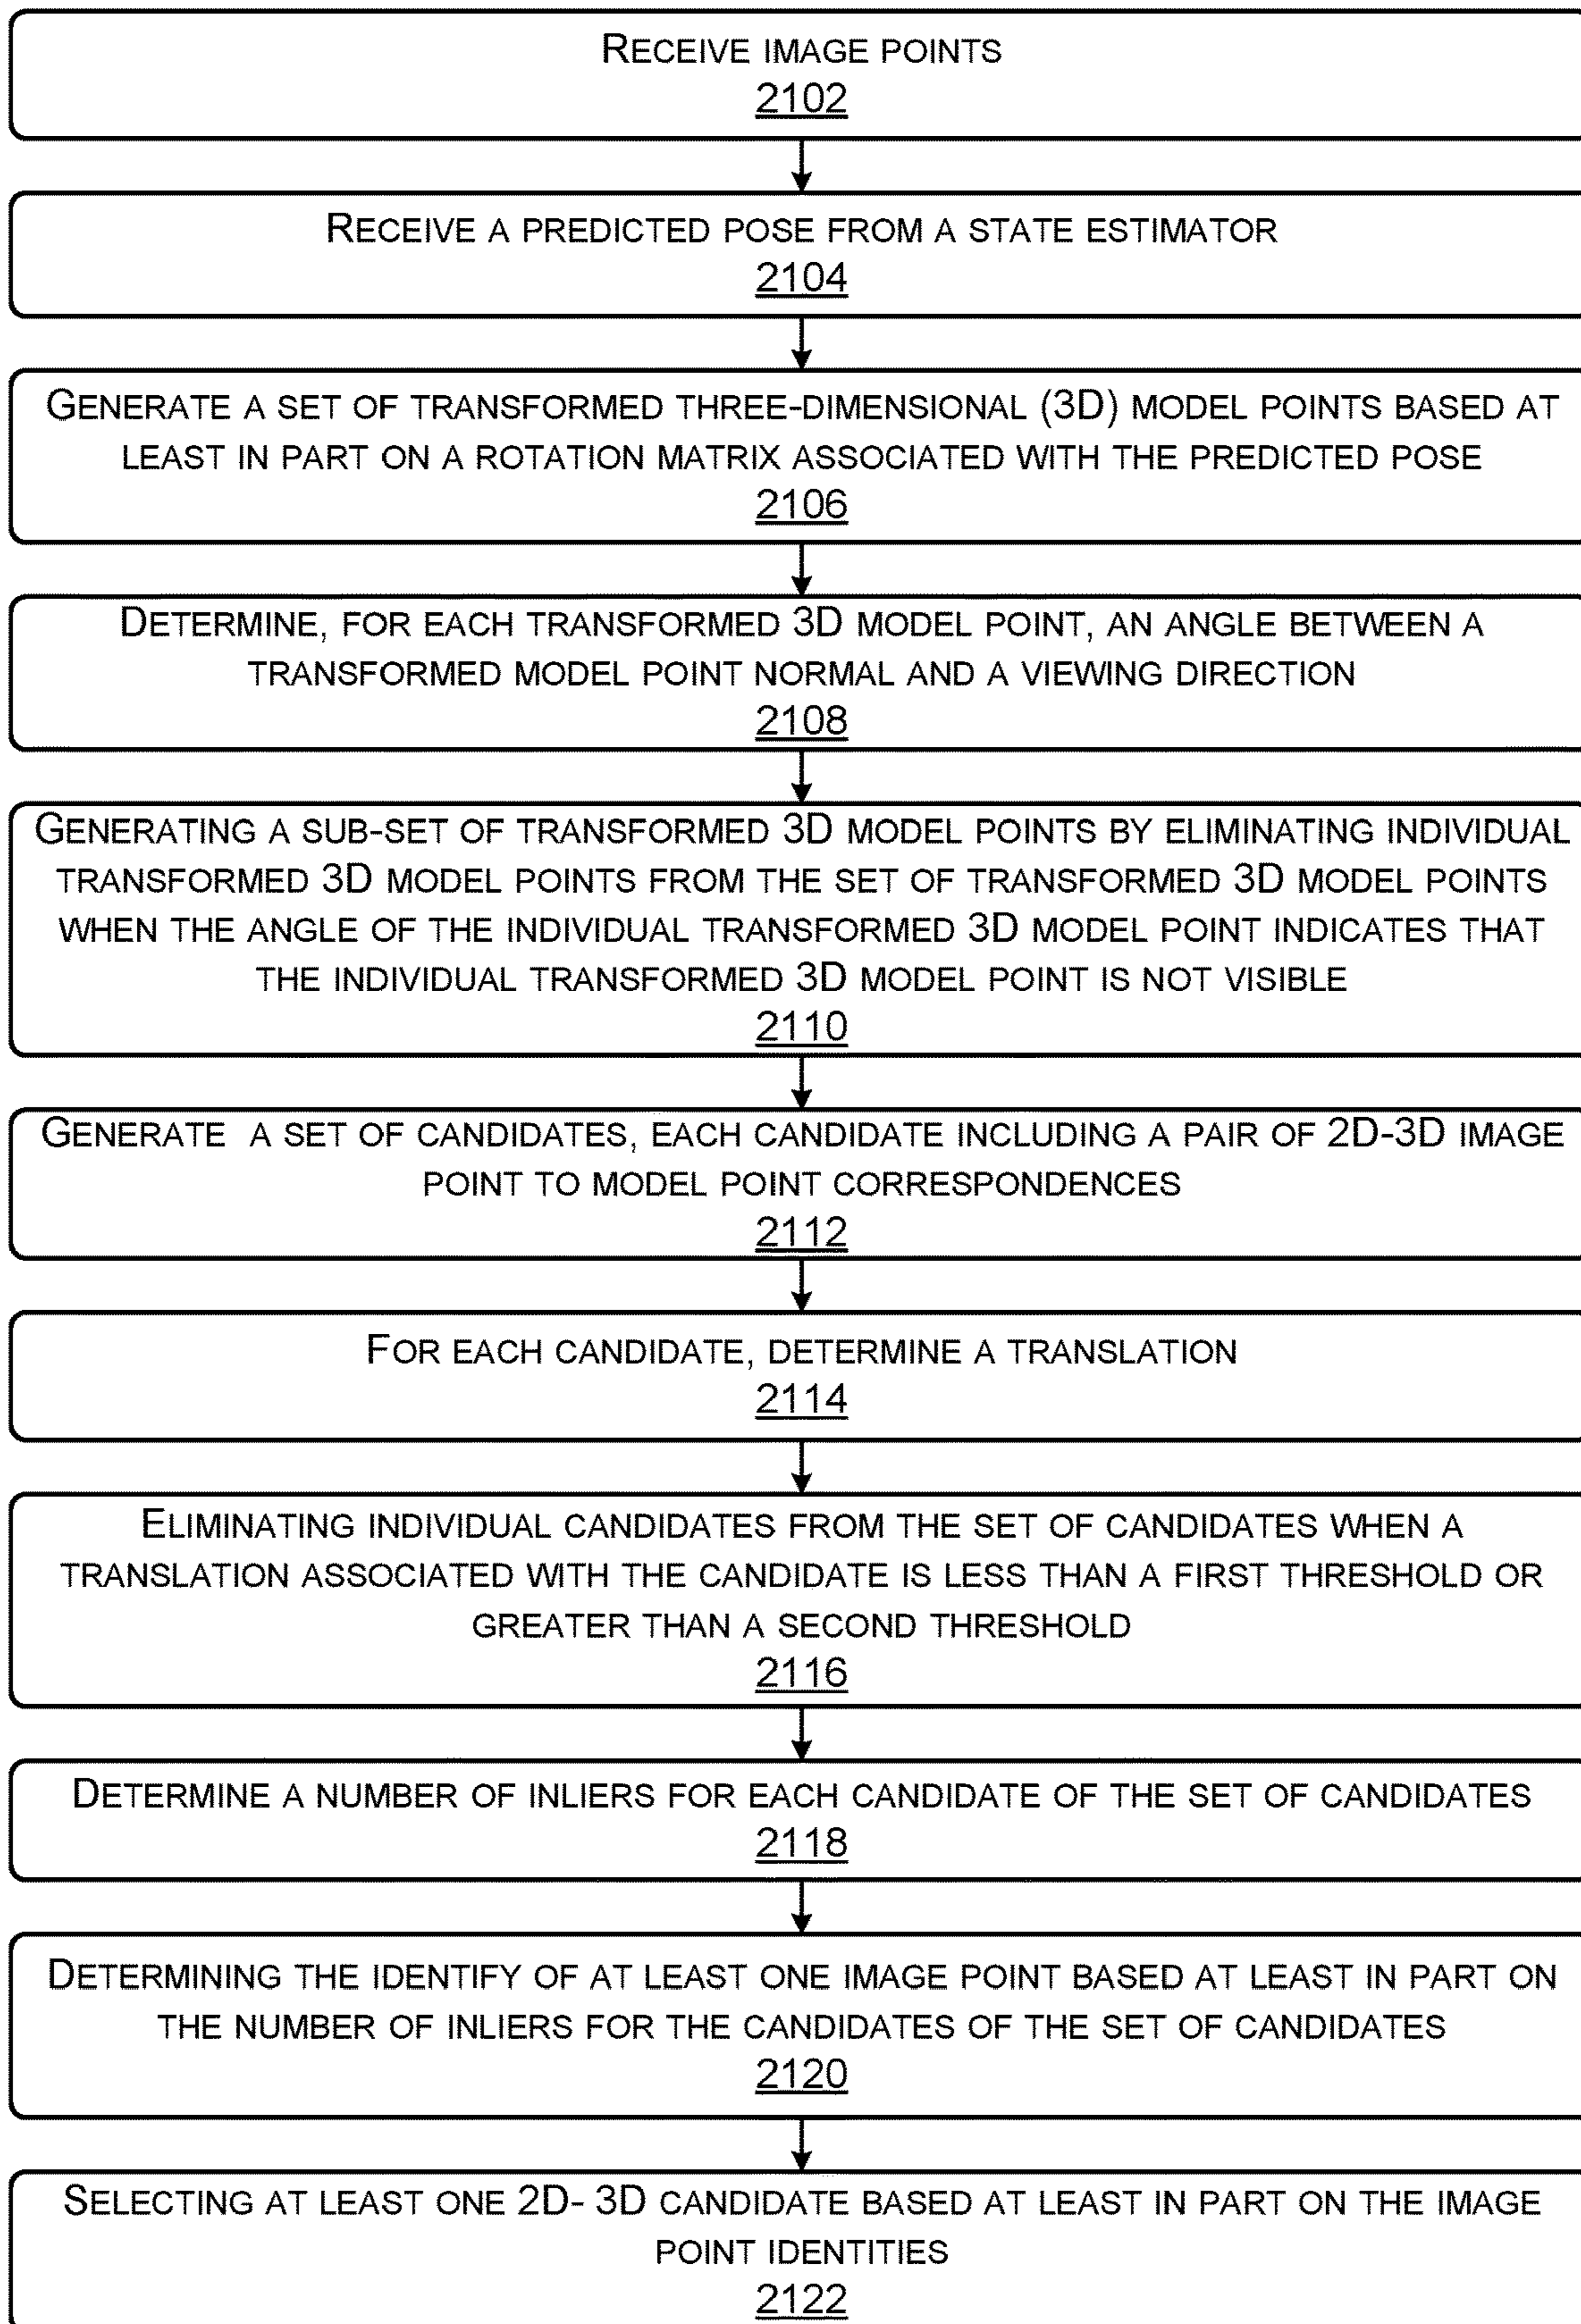 RECEIVE IMAGE POINTS
2102
RECEIVE A PREDICTED POSE FROM A STATE ESTIMATOR
2104
GENERATE A SET OF TRANSFORMED THREE-DIMENSIONAL (3D) MODEL POINTS BASED AT
LEAST IN PART ON A ROTATION MATRIX ASSOCIATED WITH THE PREDICTED POSE
2106
DETERMINE, FOR EACH TRANSFORMED 3D MODEL POINT, AN ANGLE BETWEEN A
TRANSFORMED MODEL POINT NORMAL AND A VIEWING DIRECTION
2108
GENERATING A SUB-SET OF TRANSFORMED 3D MODEL POINTS BY ELIMINATING INDIVIDUAL
TRANSFORMED 3D MODEL POINTS FROM THE SET OF TRANSFORMED 3D MODEL POINTS
WHEN THE ANGLE OF THE INDIVIDUAL TRANSFORMED 3D MODEL POINT INDICATES THAT
THE INDIVIDUAL TRANSFORMED 3D MODEL POINT IS NOT VISIBLE
2110
GENERATE A SET OF CANDIDATES, EACH CANDIDATE INCLUDING A PAIR OF 2D-3D IMAGE
POINT TO MODEL POINT CORRESPONDENCES
2112
FOR EACH CANDIDATE, DETERMINE A TRANSLATION
2114
ELIMINATING INDIVIDUAL CANDIDATES FROM THE SET OF CANDIDATES WHEN A
TRANSLATION ASSOCIATED WITH THE CANDIDATE IS LESS THAN A FIRST THRESHOLD OR
GREATER THAN A SECOND THRESHOLD
2116
DETERMINE A NUMBER OF INLIERS FOR EACH CANDIDATE OF THE SET OF CANDIDATES
2118
DETERMINING THE IDENTIFY OF AT LEAST ONE IMAGE POINT BASED AT LEAST IN PART ON
THE NUMBER OF INLIERS FOR THE CANDIDATES OF THE SET OF CANDIDATES
2120
SELECTING AT LEAST ONE 2D- 3D CANDIDATE BASED AT LEAST IN PART ON THE IMAGE
POINT IDENTITIES
2122